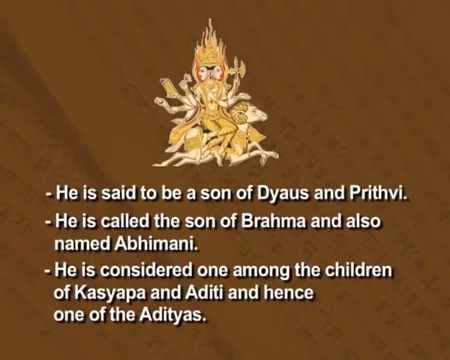 - He is said to be a son of Dyaus and Prithvi.
- He is called the son of Brahma and also
named Abhimani.
- He is considered one among the children
of Kasyapa and Aditi and hence
one of the Adityas.